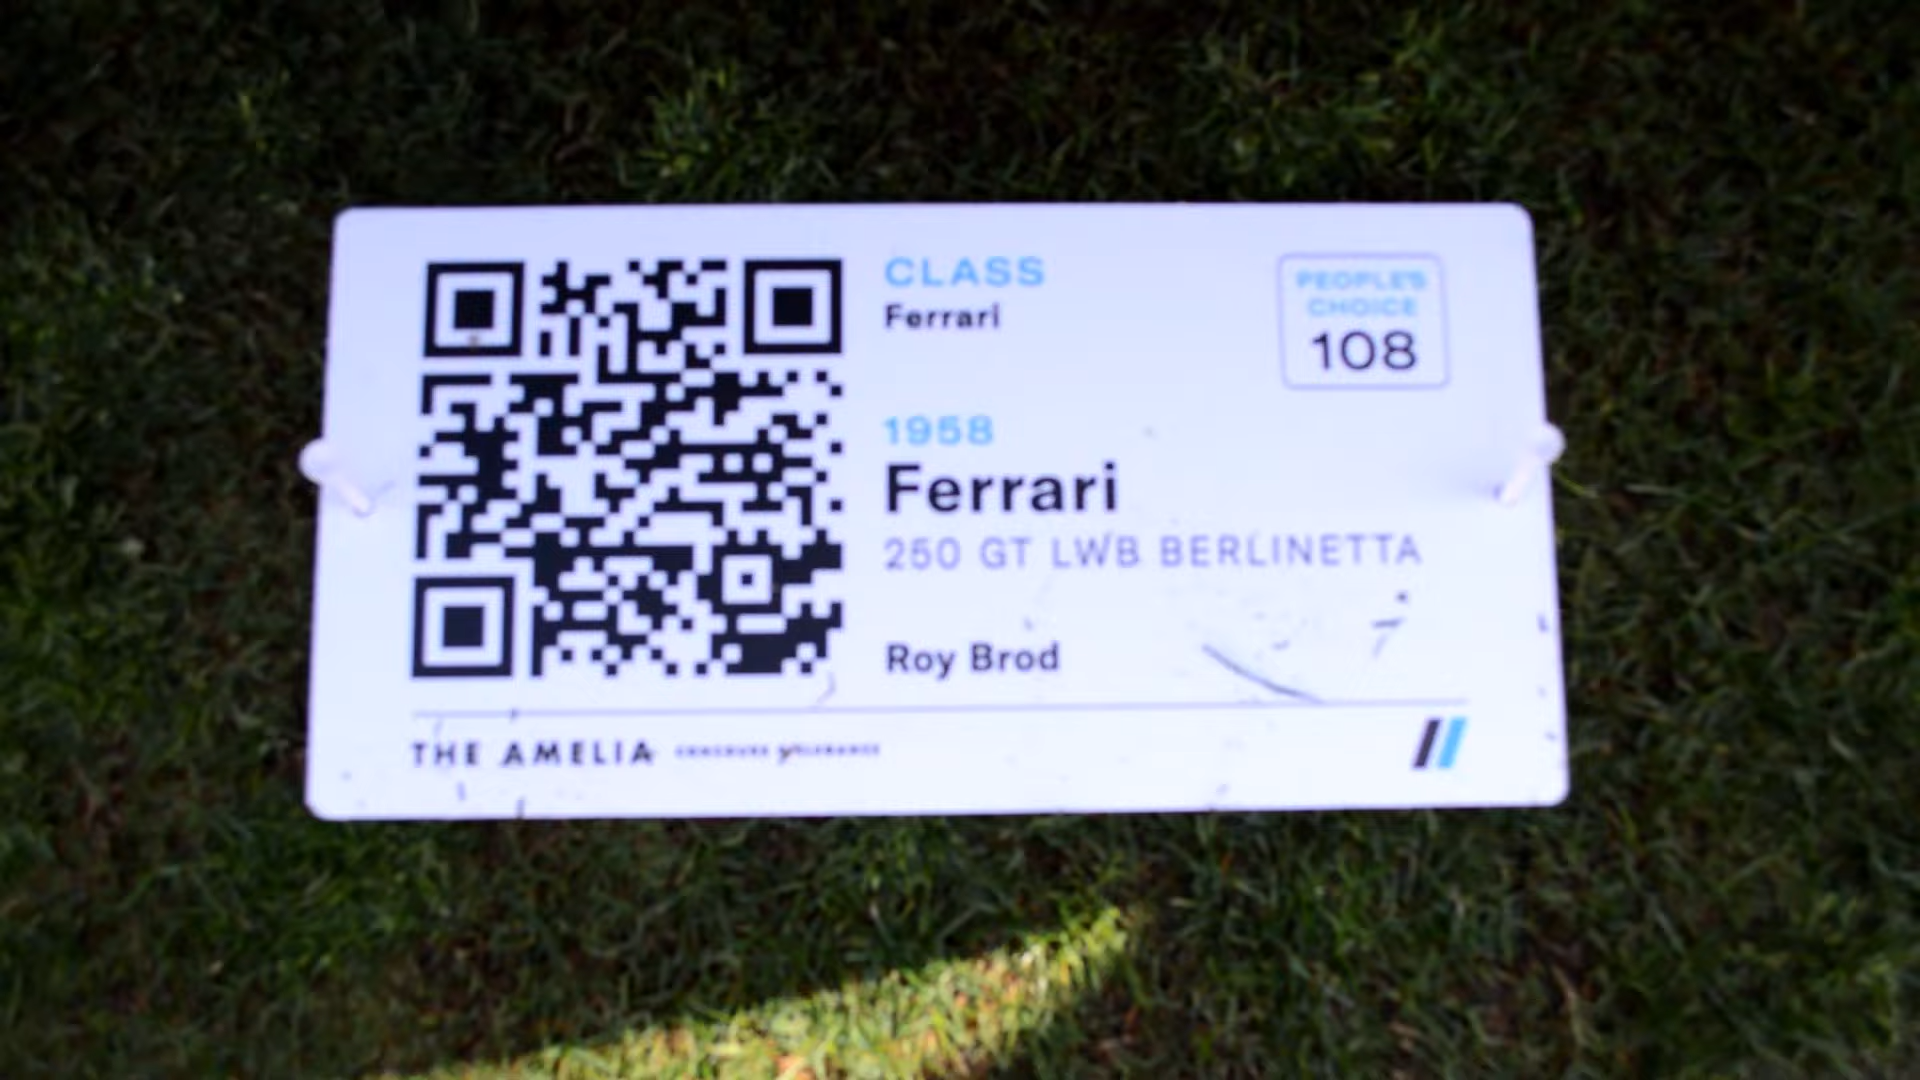 CLASS
Ferrari
PEOPLE'S
CHOICE
108
1958
Ferrari
250 GT LWB BERLINETTA
Roy Brod
THE AMELIA